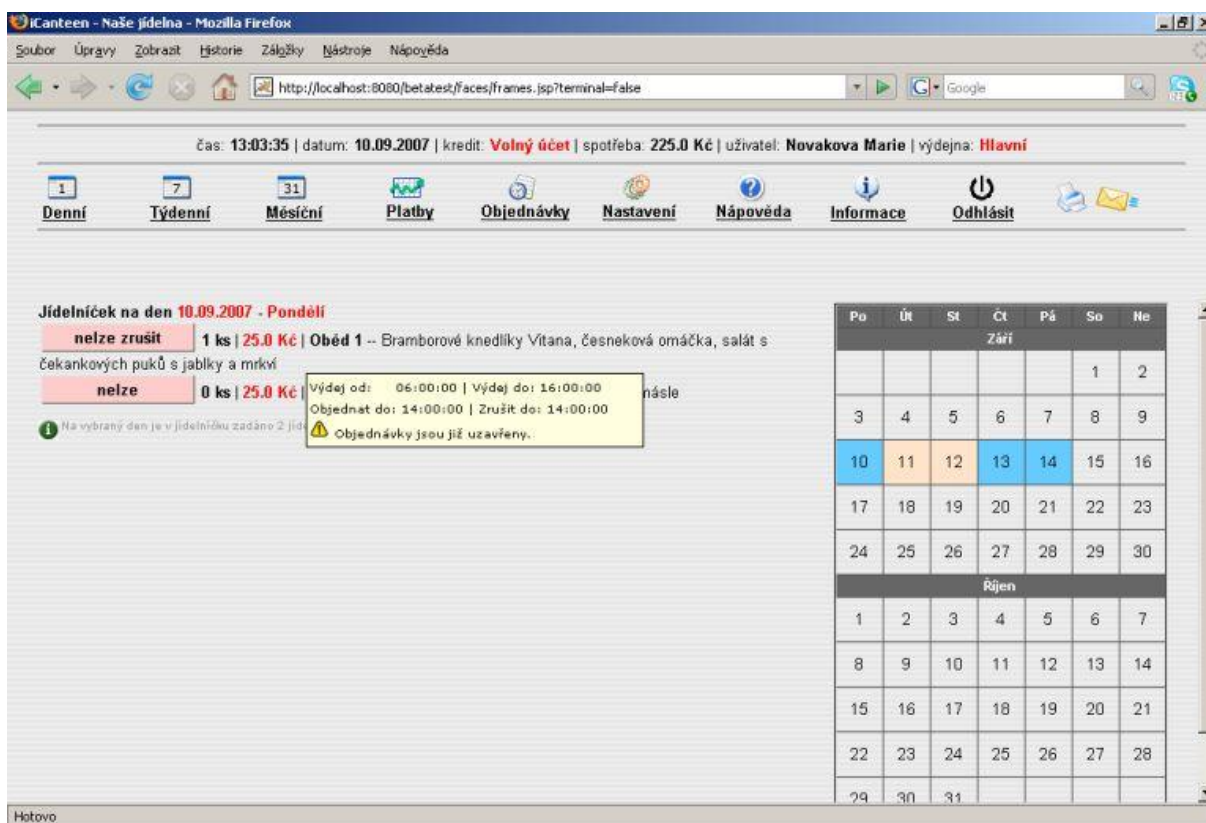 iCanteen - Naše jídelna - Mozilla Firefox
Soubor Úpravy Zobrazit Historie Záložky Nástroje Nápověda
http://localhost:8080/betatest/faces/frames.jsp?terminal=false Google
čas: 13:03:35 | datum: 10.09.2007 | kredit: Volný účet | spotřeba: 225.0 Kč | uživatel: Novakova Marie | výdejna: Hlavní
1 7 31
Denní Týdenní Měsíční Platby Objednávky Nastavení Nápověda Informace Odhlásit
Jídelníček na den 10.09.2007 - Pondělí
nelze zrušit 1 ks | 25.0 Kč | Oběd 1 -- Bramborové knedlíky Vitana, česneková omáčka, salát s
čekankových puků s jablky a mrkví
nelze 0 ks | 25.0 Kč | násle
Na vybraný den je v jídelníčku zadáno 2
Výdej od: 06:00:00 | Výdej do: 16:00:00
Objednat do: 14:00:00 | Zrušit do: 14:00:00
Objednávky jsou již uzavřeny.
Po Út St Čt Pá So Ne
Září
1 2
3 4 5 6 7 8 9
10 11 12 13 14 15 16
17 18 19 20 21 22 23
24 25 26 27 28 29 30
Říjen
1 2 3 4 5 6 7
8 9 10 11 12 13 14
15 16 17 18 19 20 21
22 23 24 25 26 27 28
29 30 31
Hotovo